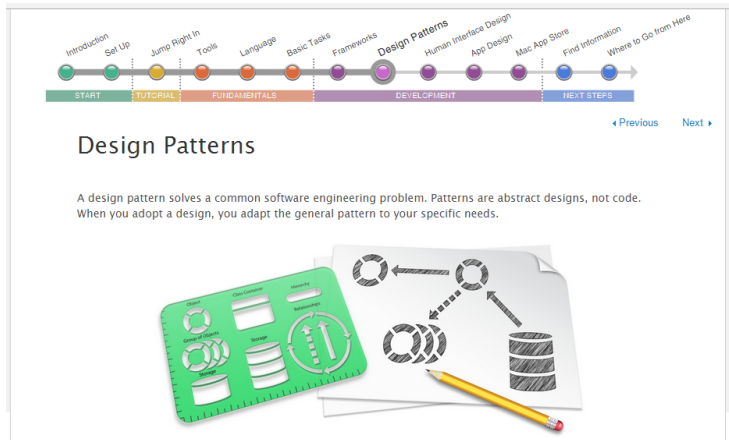 Introduction
Set Up
Jump Right In
Tools
Language
Basic Tasks
Frameworks
Design Patterns
Human Interface Design
App Design
Mac App Store
Find Information
Where to Go from Here
START
TUTORIAL
FUNDAMENTALS
DEVELOPMENT
NEXT STEPS
Previous
Next
Design Patterns
A design pattern solves a common software engineering problem. Patterns are abstract designs, not code.
When you adopt a design, you adapt the general pattern to your specific needs.
Object
Class Container
Hierarchy
Group of Objects
Storage
Relationships
Storage